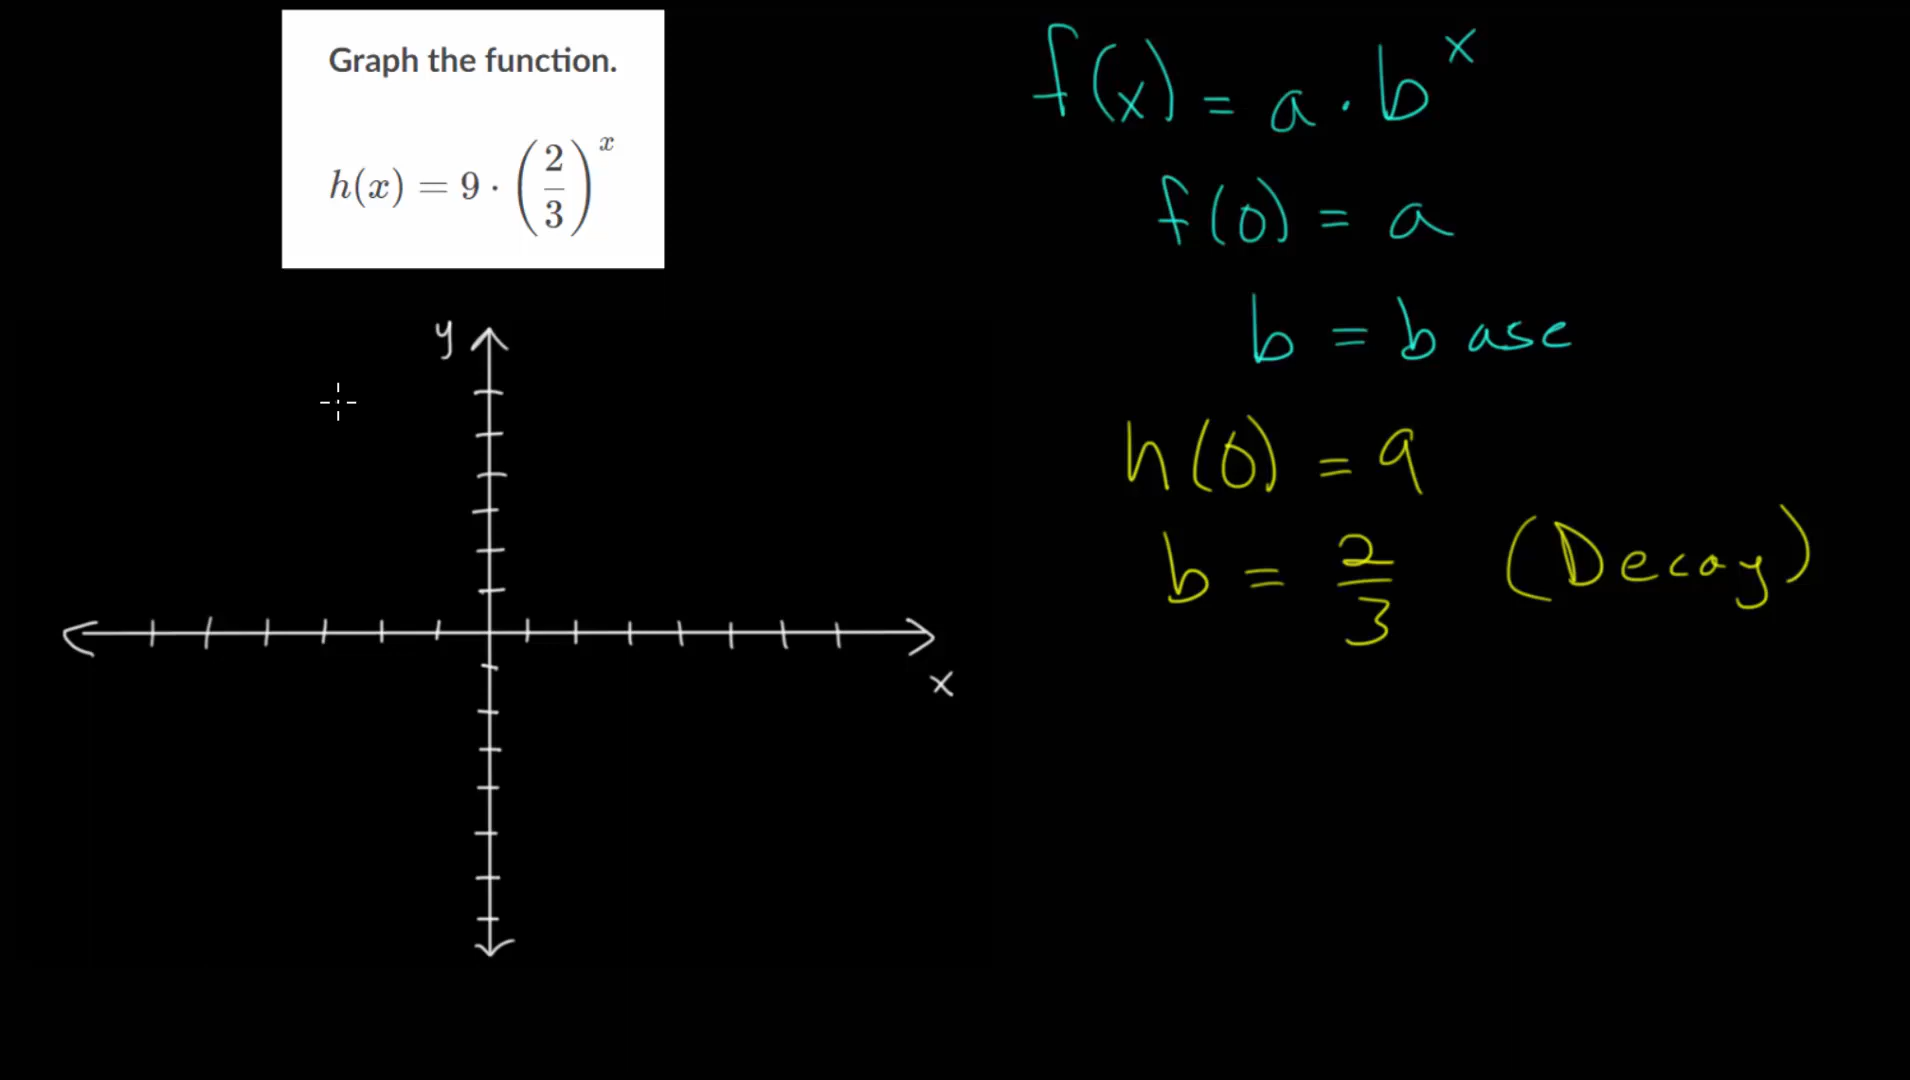 Graph the function.
h(x) = 9 · (2/3)^x
f(x) = a · b^x
f(0) = a
b = base
h(0) = 9
b = 2/3 (Decay)
y
x